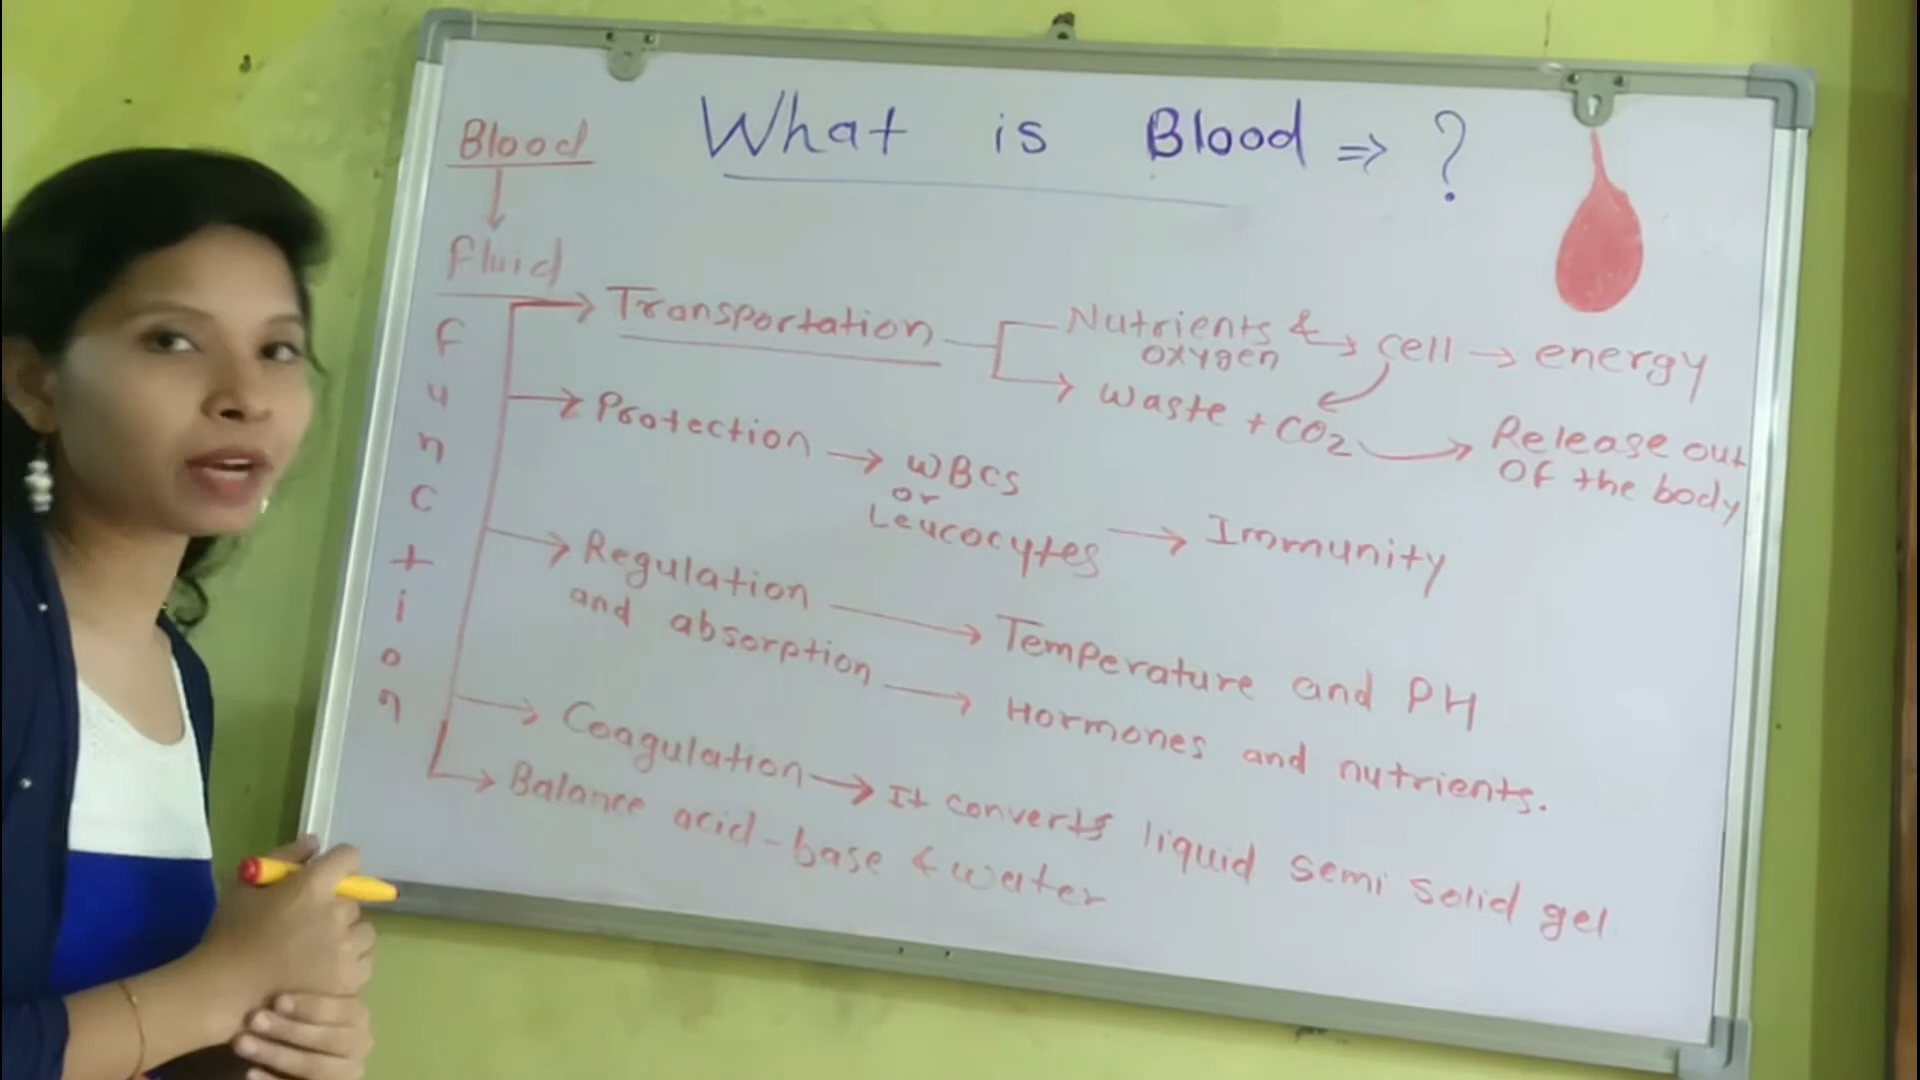 What is Blood ⇒ ?
Blood
↓
Fluid
Function
→ Transportation
Nutrients &
oxygen
→ cell → energy
→ waste + CO2 → Release out
Of the body
→ Protection → WBCS
or
Leucocytes → Immunity
→ Regulation → Temperature and PH
and absorption → Hormones and nutrients.
→ Coagulation → It converts liquid semi solid gel
→ Balance acid-base & water